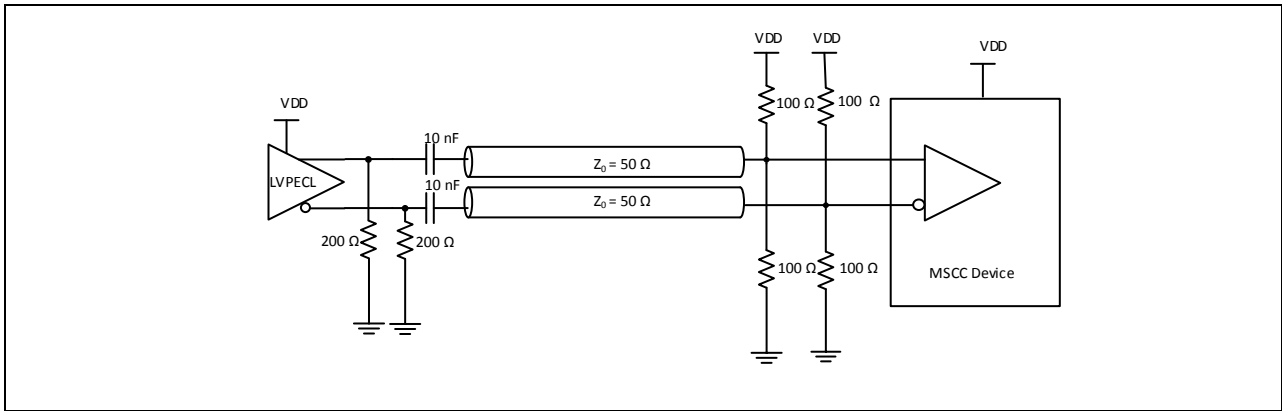 VDD
VDD
VDD
100 Ω
100 Ω
VDD
10 nF
Z₀ = 50 Ω
LVPECL
10 nF
Z₀ = 50 Ω
200 Ω
200 Ω
100 Ω
100 Ω
MSCC Device